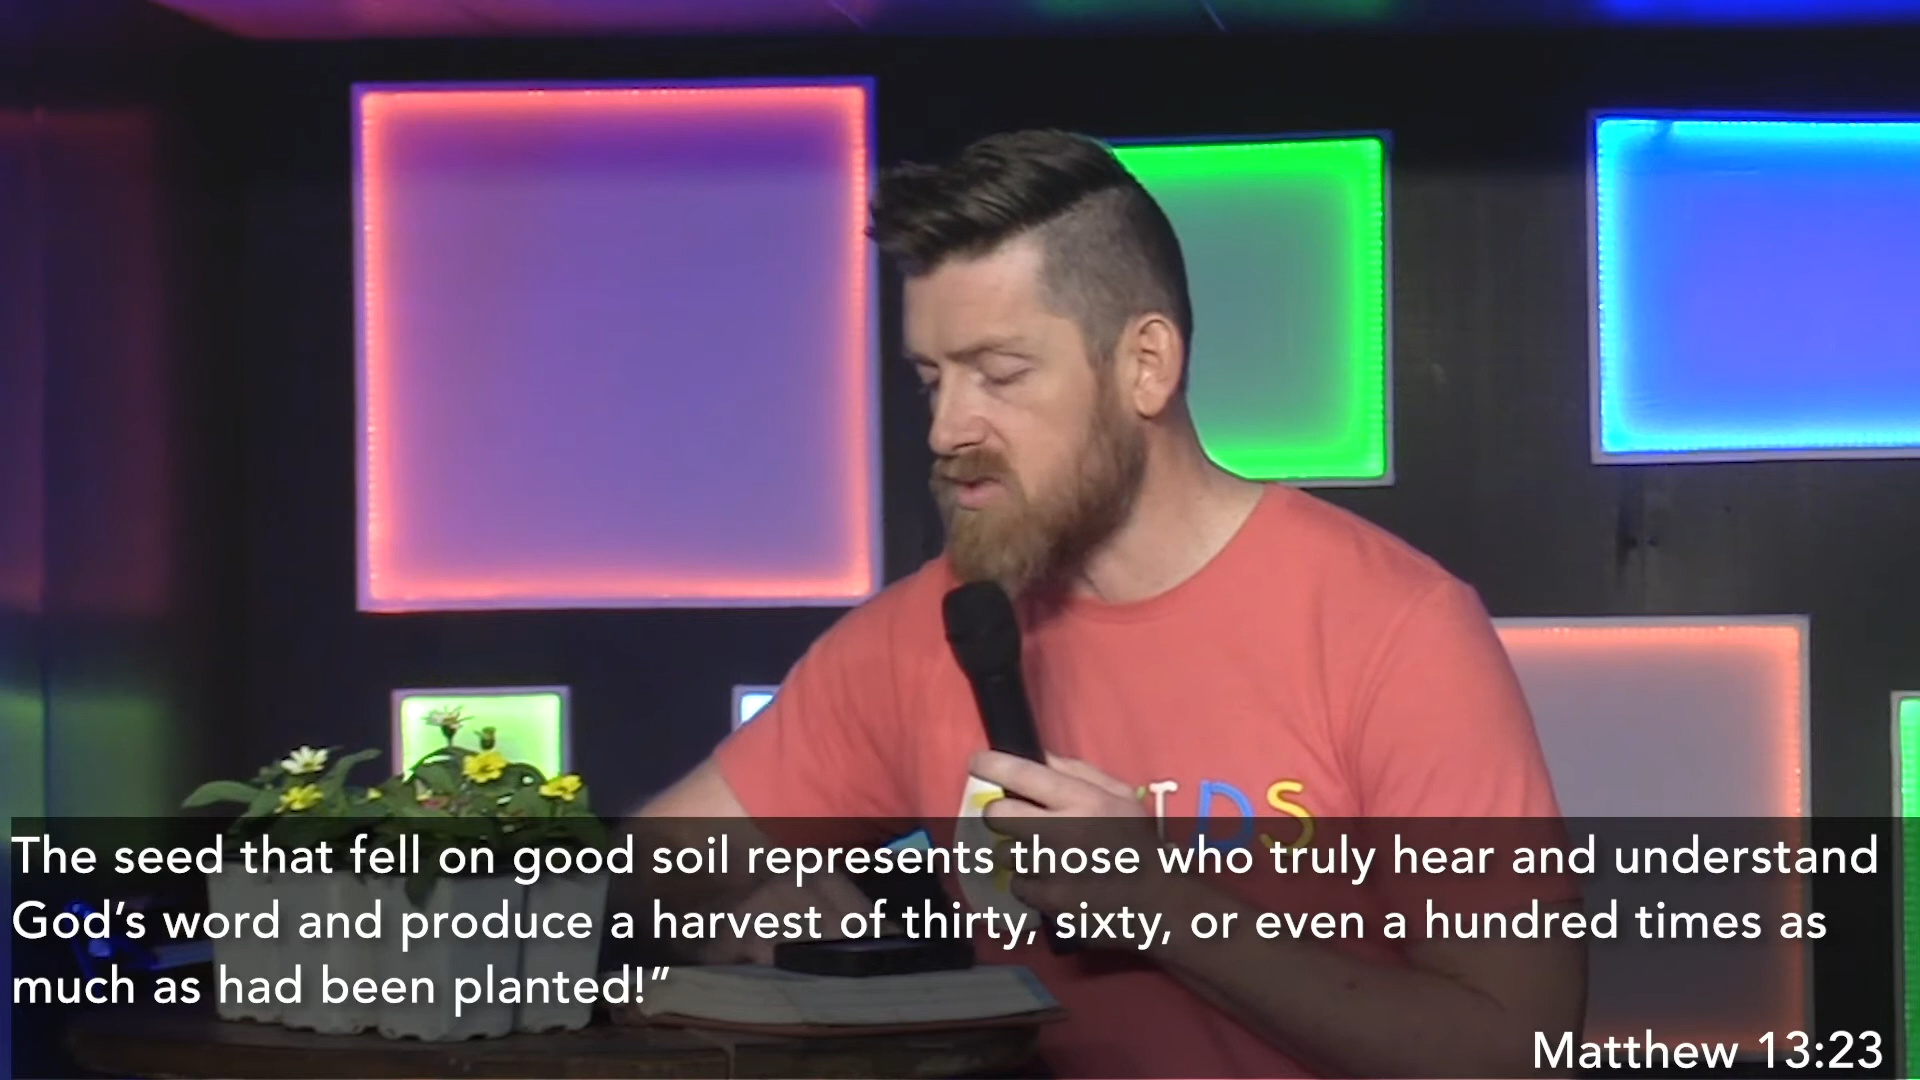 IDS
The seed that fell on good soil represents those who truly hear and understand
God’s word and produce a harvest of thirty, sixty, or even a hundred times as
much as had been planted!”
Matthew 13:23